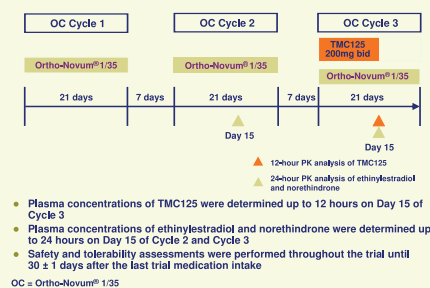 OC Cycle 1
OC Cycle 2
OC Cycle 3
TMC125
200mg bid
Ortho-Novum® 1/35
Ortho-Novum® 1/35
Ortho-Novum® 1/35
21 days
7 days
21 days
7 days
21 days
Day 15
Day 15
12-hour PK analysis of TMC125
24-hour PK analysis of ethinylestradiol
and norethindrone
• Plasma concentrations of TMC125 were determined up to 12 hours on Day 15 of
Cycle 3
• Plasma concentrations of ethinylestradiol and norethindrone were determined up
to 24 hours on Day 15 of Cycle 2 and Cycle 3
• Safety and tolerability assessments were performed throughout the trial until
30 ± 1 days after the last trial medication intake
OC = Ortho-Novum® 1/35